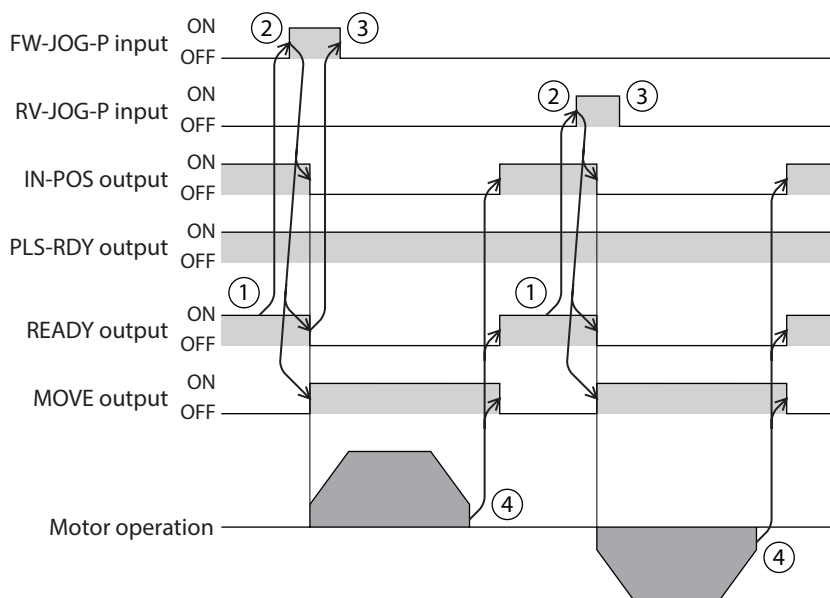 FW-JOG-P input
ON
OFF
②
③
RV-JOG-P input
ON
OFF
②
③
IN-POS output
ON
OFF
PLS-RDY output
ON
OFF
①
①
READY output
ON
OFF
MOVE output
ON
OFF
Motor operation
④
④